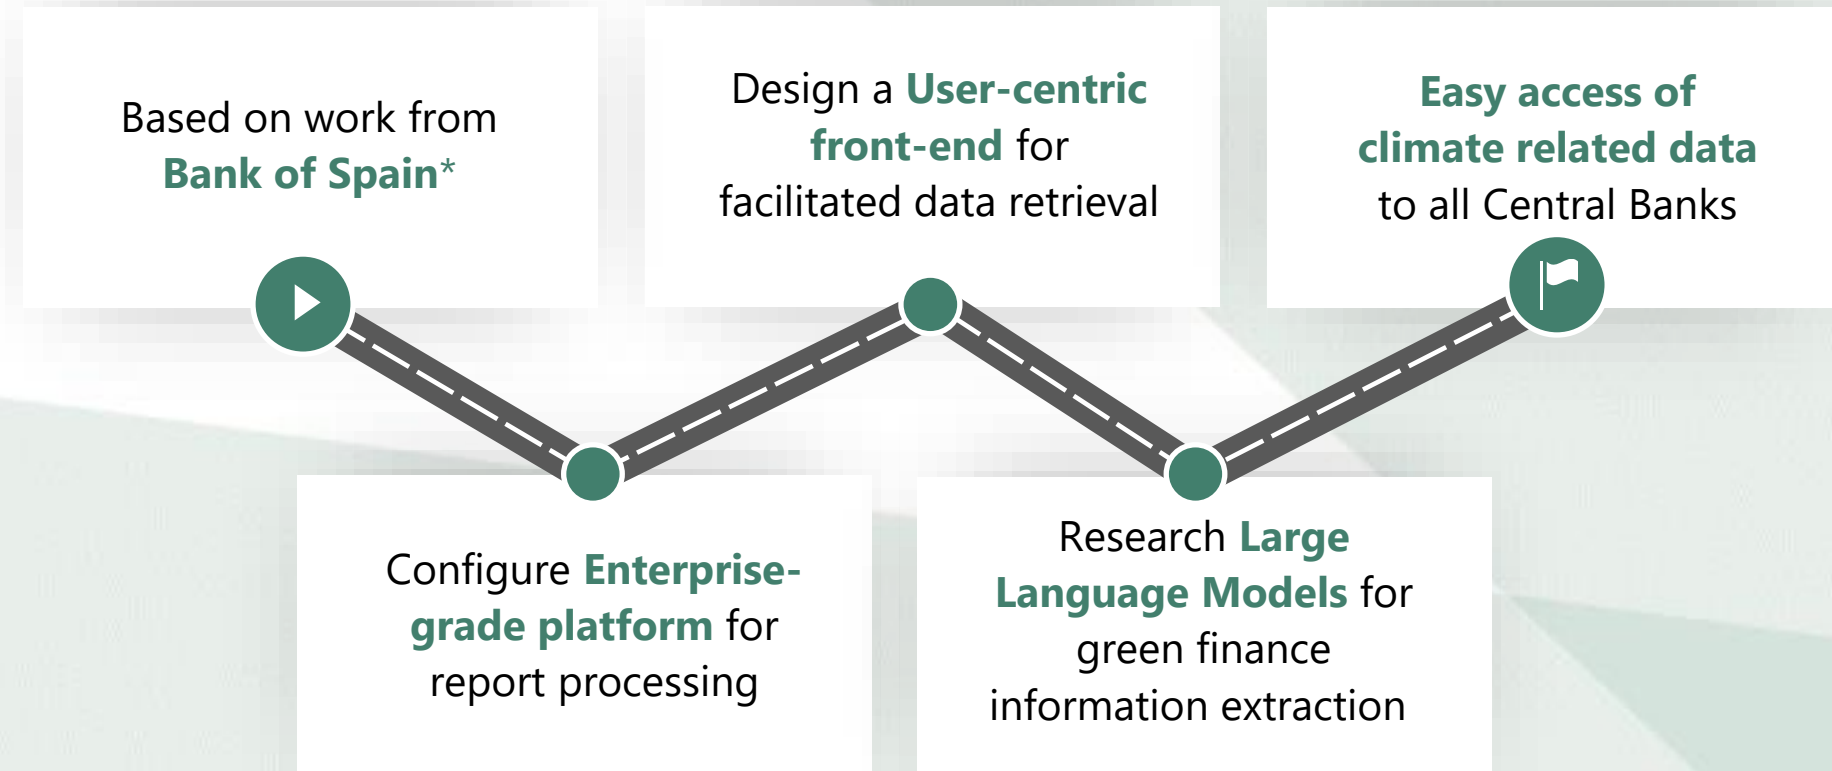 Based on work from
Bank of Spain*
Configure Enterprise-
grade platform for
report processing
Design a User-centric
front-end for
facilitated data retrieval
Research Large
Language Models for
green finance
information extraction
Easy access of
climate related data
to all Central Banks